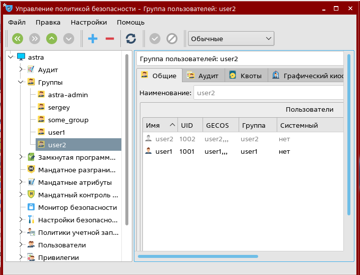 Управление политикой безопасности – Группа пользователей: user2
Файл Правка Настройки Помощь
Обычные
astra
Аудит
Группы
astra-admin
sergey
some_group
user1
user2
Замкнутая программ...
Мандатное разграни...
Мандатные атрибуты
Мандатный контроль ...
Монитор безопасности
Настройки безопасно...
Политики учетной зап...
Пользователи
Привилегии
Группа пользователей: user2
Общие Аудит Квоты Графический киос
Наименование: user2
Пользователи
Имя UID GECOS Группа Системный
user2 1002 user2,,, user2 нет
user1 1001 user1,,, user1 нет